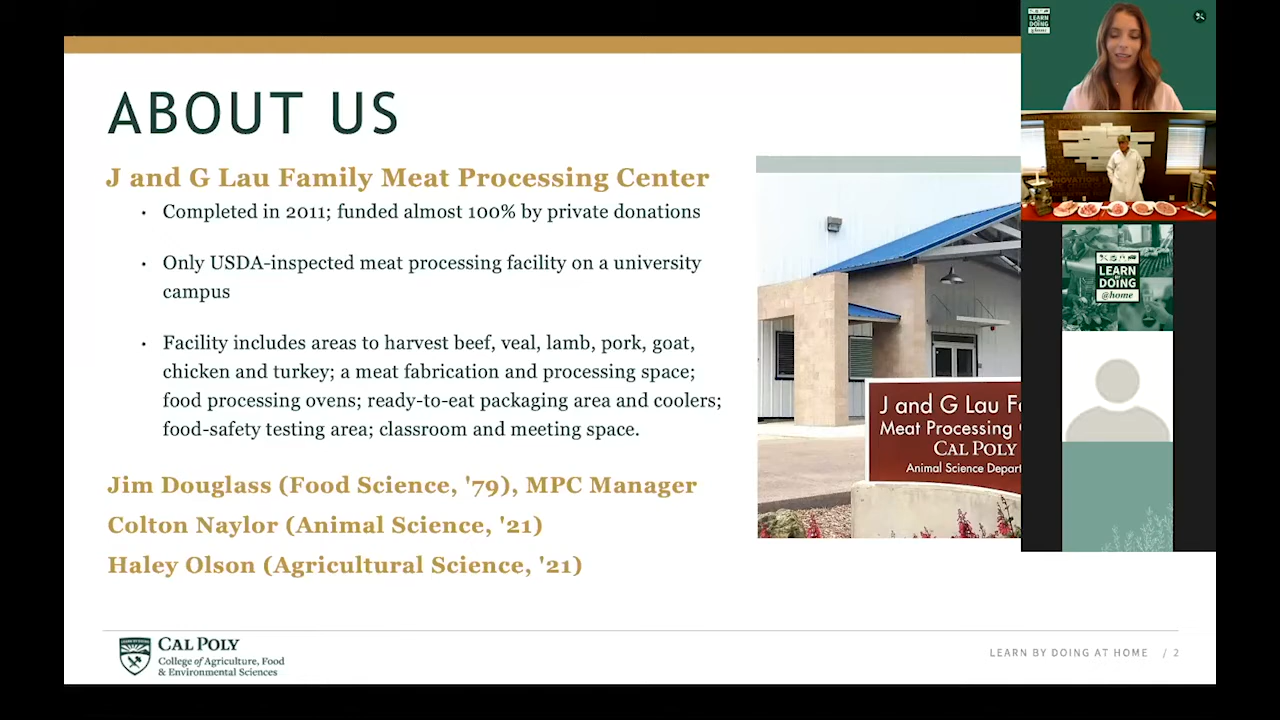 ABOUT US
J and G Lau Family Meat Processing Center
• Completed in 2011; funded almost 100% by private donations
• Only USDA-inspected meat processing facility on a university
campus
• Facility includes areas to harvest beef, veal, lamb, pork, goat,
chicken and turkey; a meat fabrication and processing space;
food processing ovens; ready-to-eat packaging area and coolers;
food-safety testing area; classroom and meeting space.
Jim Douglass (Food Science, '79), MPC Manager
Colton Naylor (Animal Science, '21)
Haley Olson (Agricultural Science, '21)
J and G Lau F
Meat Processing
CAL POLY
Animal Science Depart
LEARN
BY
DOING
@home
LEARN
BY
DOING
@home
CAL POLY
College of Agriculture, Food
& Environmental Sciences
LEARN BY DOING AT HOME / 2